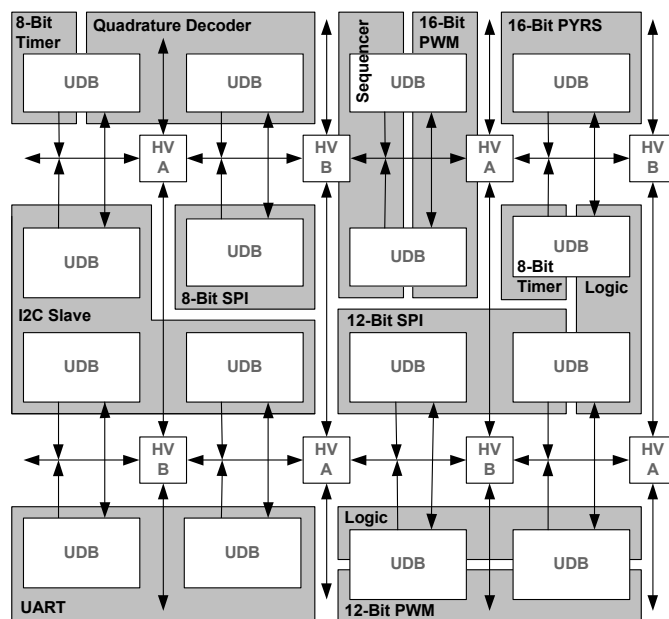 8-Bit
Timer
Quadrature Decoder
Sequencer
16-Bit
PWM
16-Bit PYRS
UDB
UDB
UDB
UDB
HV
A
HV
B
HV
A
HV
B
UDB
UDB
UDB
UDB
8-Bit SPI
8-Bit
Timer
Logic
I2C Slave
12-Bit SPI
UDB
UDB
UDB
UDB
HV
B
HV
A
HV
B
HV
A
Logic
UDB
UDB
UDB
UDB
UART
12-Bit PWM